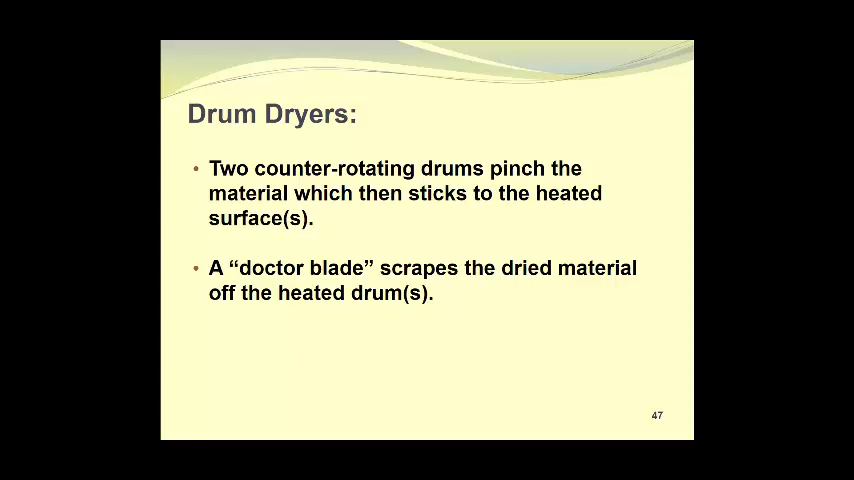 Drum Dryers:
• Two counter-rotating drums pinch the
material which then sticks to the heated
surface(s).
• A “doctor blade” scrapes the dried material
off the heated drum(s).
47